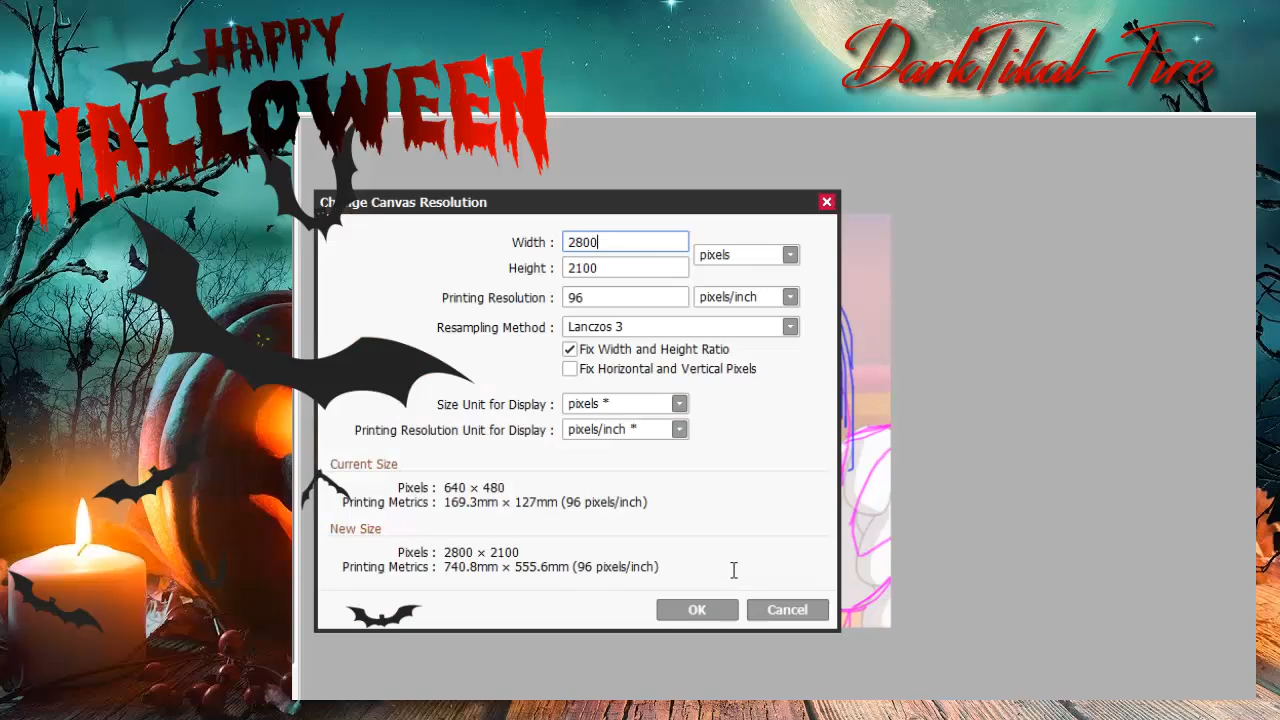 HAPPY
HALLOWEEN
DarkTikal-Fire
Change Canvas Resolution
Width : 2800 pixels
Height : 2100
Printing Resolution : 96 pixels/inch
Resampling Method : Lanczos 3
Fix Width and Height Ratio
Fix Horizontal and Vertical Pixels
Size Unit for Display : pixels *
Printing Resolution Unit for Display : pixels/inch *
Current Size
Pixels : 640 × 480
Printing Metrics : 169.3mm × 127mm (96 pixels/inch)
New Size
Pixels : 2800 × 2100
Printing Metrics : 740.8mm × 555.6mm (96 pixels/inch)
OK Cancel